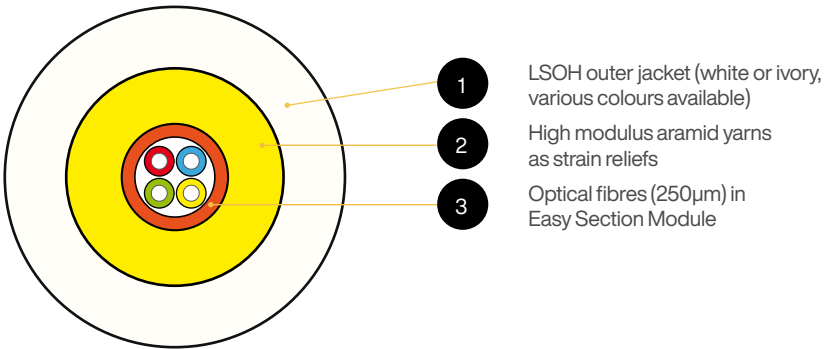 1
LSOH outer jacket (white or ivory,
various colours available)
2
High modulus aramid yarns
as strain reliefs
3
Optical fibres (250µm) in
Easy Section Module